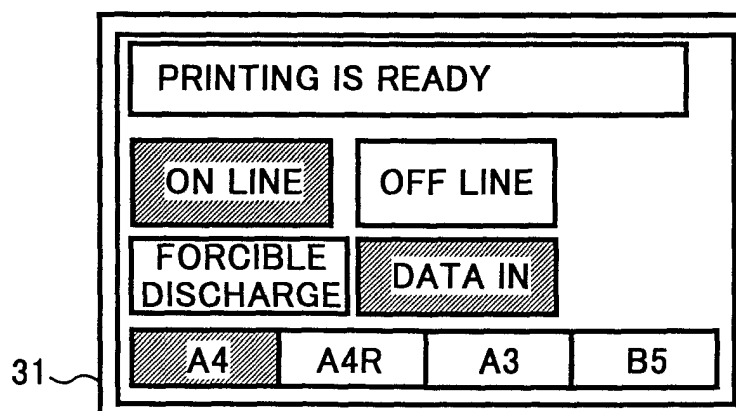 PRINTING IS READY
ON LINE OFF LINE
FORCIBLE
DISCHARGE DATA IN
A4 A4R A3 B5
31